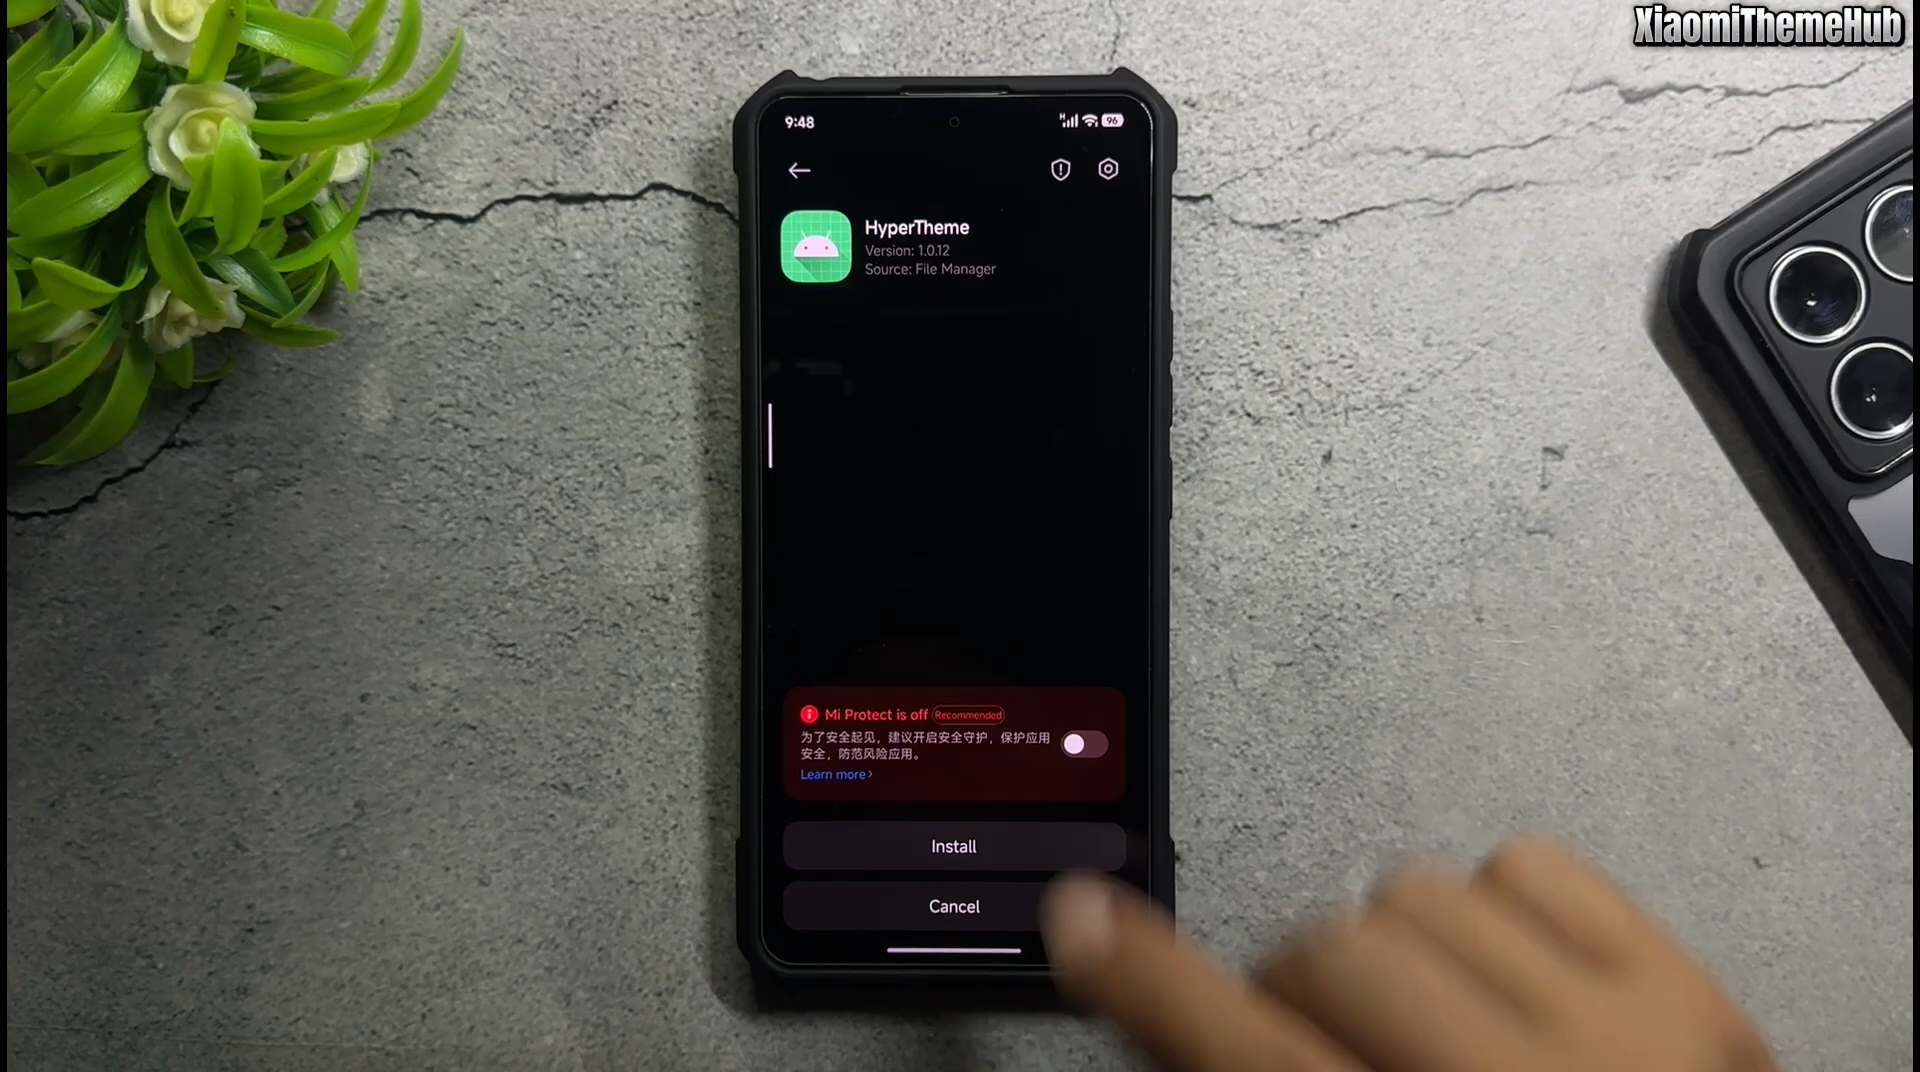 XiaomiThemeHub
9:48
H
96
HyperTheme
Version: 1.0.12
Source: File Manager
Mi Protect is off Recommended
为了安全起见，建议开启安全守护，保护应用
安全，防范风险应用。
Learn more>
Install
Cancel